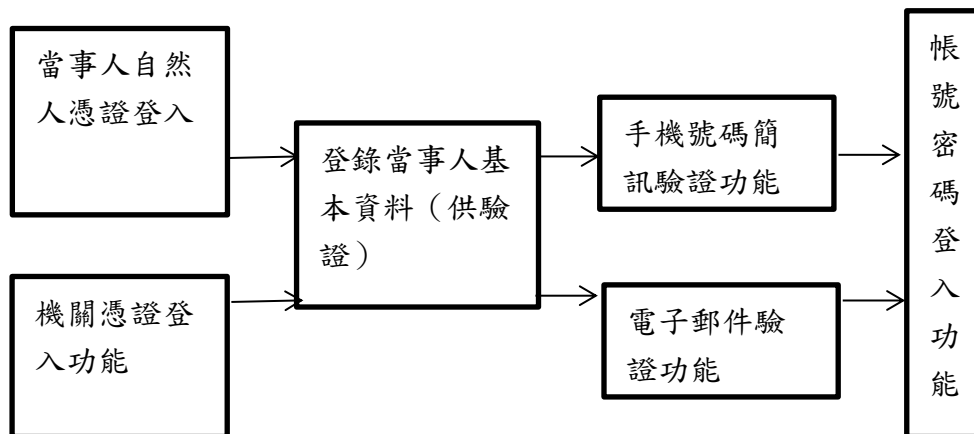 當事人自然
人憑證登入
機關憑證登
入功能
登錄當事人基
本資料（供驗
證）
手機號碼簡
訊驗證功能
電子郵件驗
證功能
帳
號
密
碼
登
入
功
能